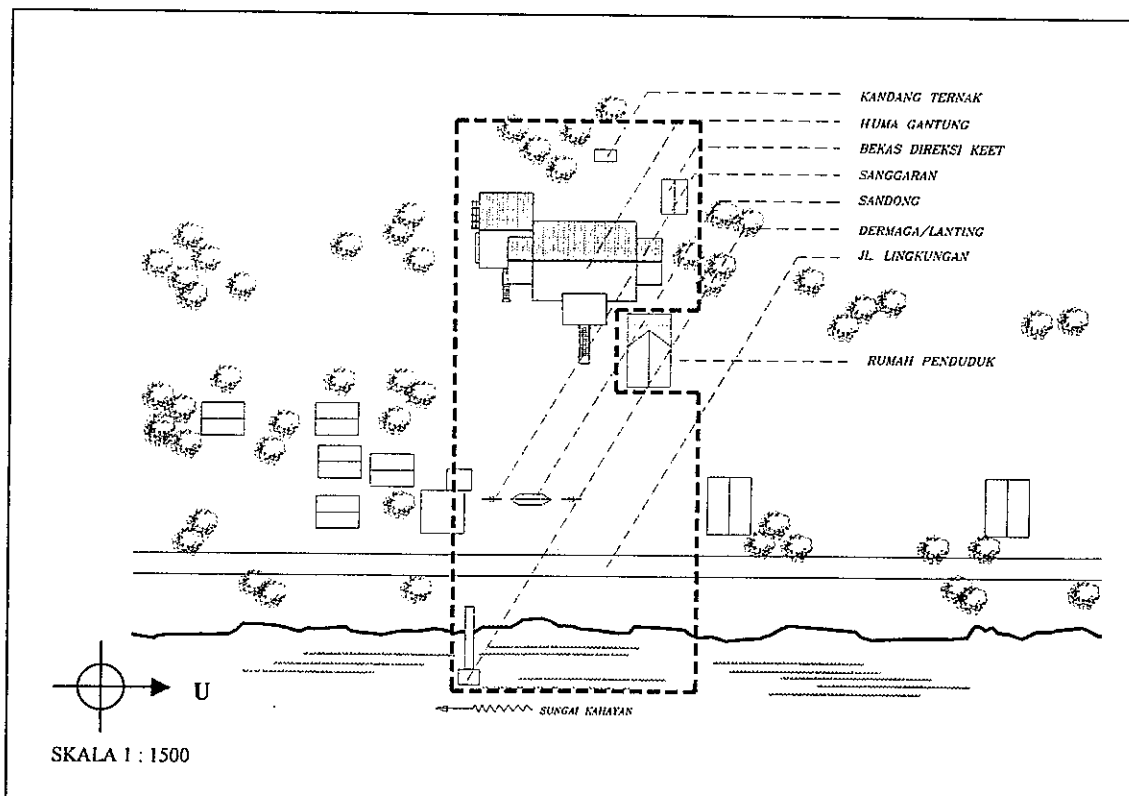 KANDANG TERNAK
HUMA GANTUNG
BEKAS DIREKSI KEET
SANGGARAN
SANDONG
DERMAGA/LANTING
JL. LINGKUNGAN
RUMAH PENDUDUK
U
SUNGAI KAHAYAN
SKALA 1 : 1500